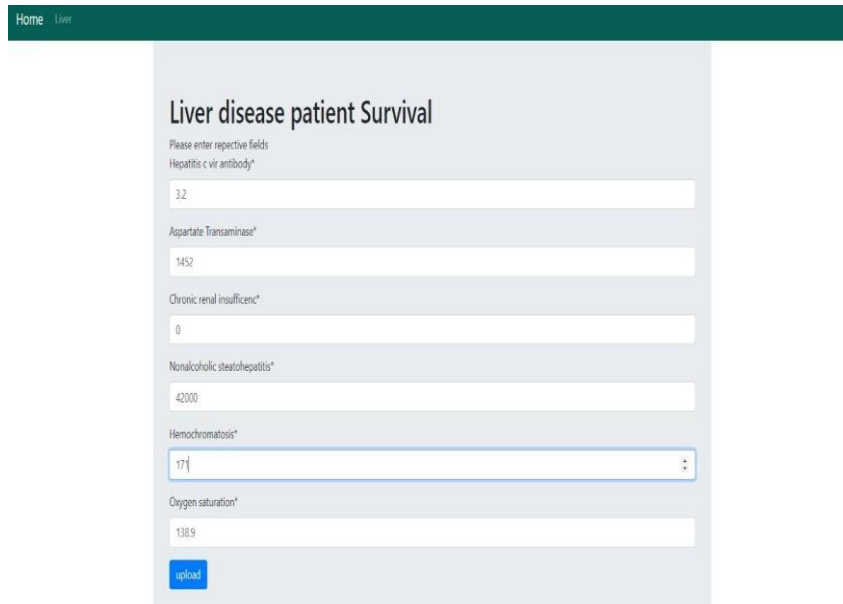 Home Liver
Liver disease patient Survival
Please enter repective fields
Hepatitis c vir antibody*
3.2
Aspartate Transaminase*
1452
Chronic renal insufficenc*
0
Nonalcoholic steatohepatitis*
42000
Hemochromatosis*
171
Oxygen saturation*
138.9
upload